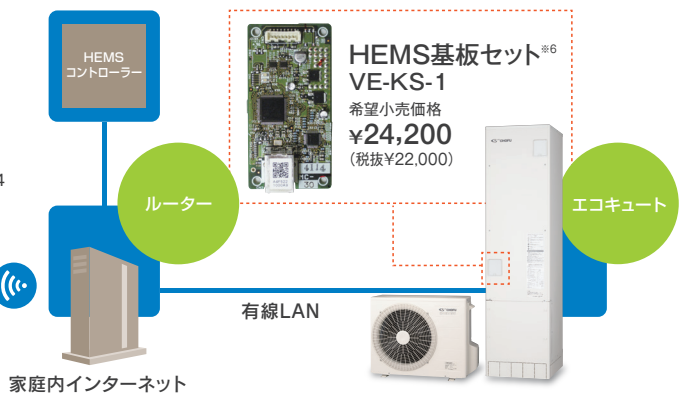 HEMS
コントローラー
HEMS基板セット※6
VE-KS-1
希望小売価格
¥24,200
(税抜¥22,000)
4
ルーター
エコキュート
有線LAN
家庭内インターネット